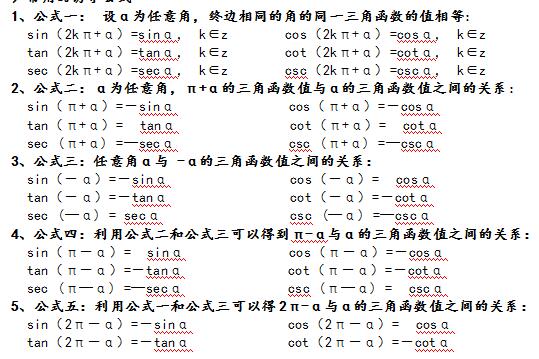 1、公式一： 设α为任意角，终边相同的角的同一三角函数的值相等:
sin（2kπ+α）=sinα， k∈z cos（2kπ+α）=cosα， k∈z
tan（2kπ+α）=tanα， k∈z cot（2kπ+α）=cotα， k∈z
sec（2kπ+α）=secα， k∈z csc（2kπ+α）=cscα， k∈z
2、公式二：α为任意角，π+α的三角函数值与α的三角函数值之间的关系:
sin（π+α）=－sinα cos（π+α）=－cosα
tan（π+α）= tanα cot（π+α）= cotα
sec（π+α）=－secα csc（π+α）=－cscα
3、公式三：任意角α与 -α的三角函数值之间的关系：
sin（－α）=－sinα cos（－α）= cosα
tan（－α）=－tanα cot（－α）=－cotα
sec（－α）= secα csc（－α）=－cscα
4、公式四：利用公式二和公式三可以得到π-α与α的三角函数值之间的关系：
sin（π－α）= sinα cos（π－α）=－cosα
tan（π－α）=－tanα cot（π－α）=－cotα
sec（π－α）=－secα csc（π－α）= cscα
5、公式五：利用公式一和公式三可以得2π-α与α的三角函数值之间的关系：
sin（2π－α）=－sinα cos（2π－α）= cosα
tan（2π－α）=－tanα cot（2π－α）=－cotα